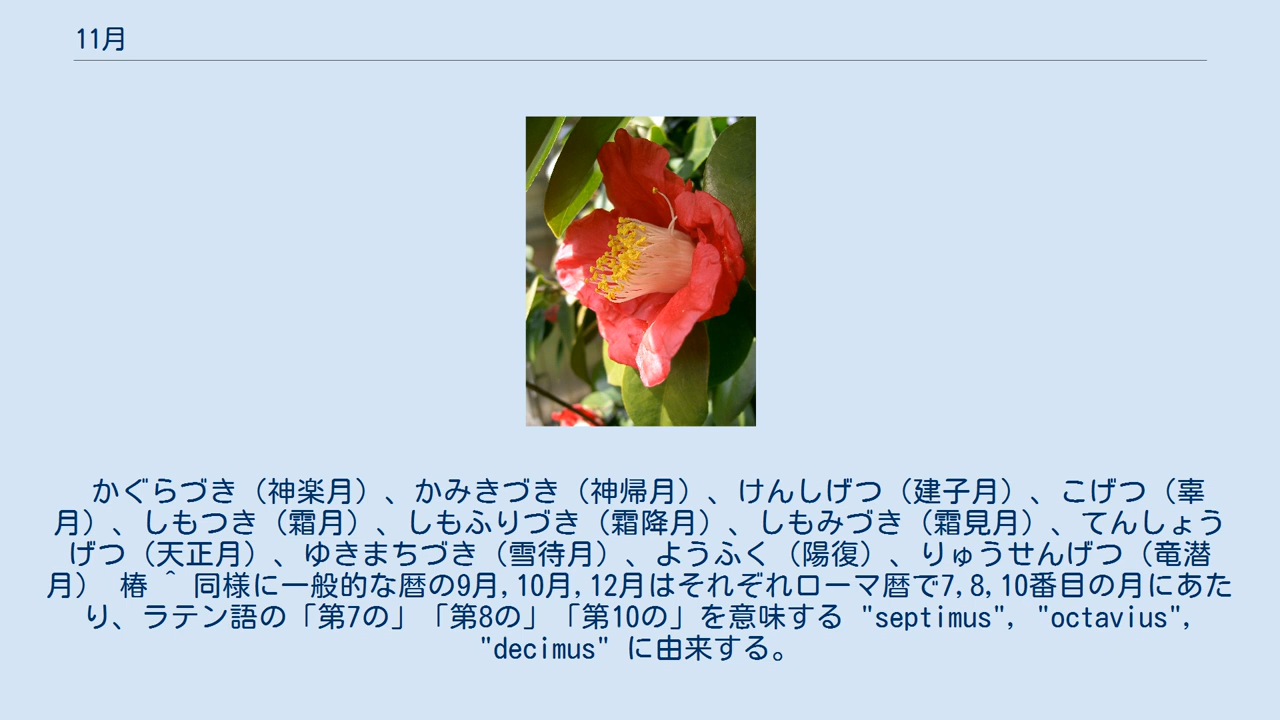 11月
かぐらづき（神楽月）、かみきづき（神帰月）、けんしげつ（建子月）、こげつ（辜
月）、しもつき（霜月）、しもふりづき（霜降月）、しもみづき（霜見月）、てんしょう
げつ（天正月）、ゆきまちづき（雪待月）、ようふく（陽復）、りゅうせんげつ（竜潜
月） 椿 ^ 同様に一般的な暦の9月,10月,12月はそれぞれローマ暦で7,8,10番目の月にあた
り、ラテン語の「第7の」「第8の」「第10の」を意味する "septimus", "octavius",
"decimus" に由来する。